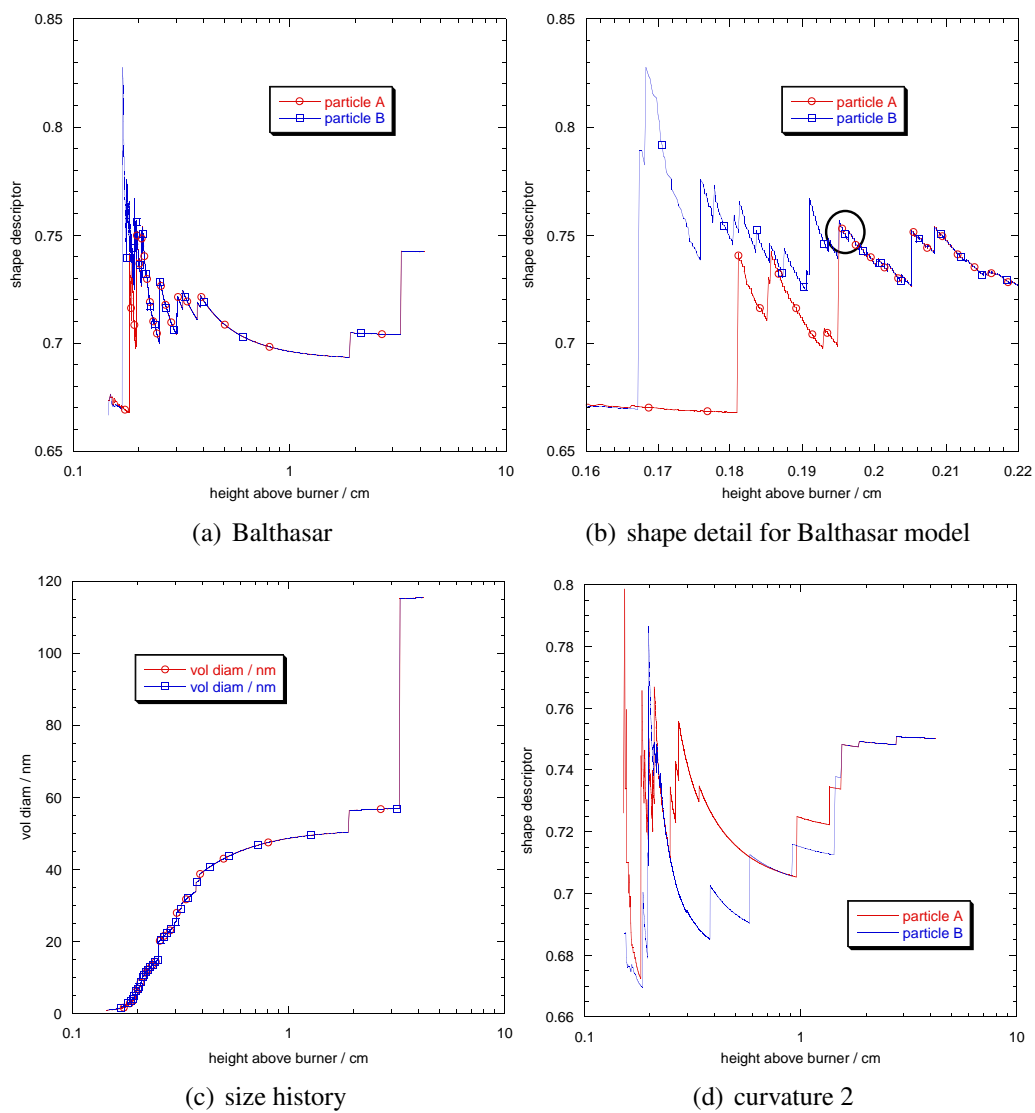 0.85
0.8
0.75
0.7
0.65
shape descriptor
particle A
particle B
0.1
1
10
height above burner / cm
(a) Balthasar
0.85
0.8
0.75
0.7
0.65
shape descriptor
particle A
particle B
0.16
0.17
0.18
0.19
0.2
0.21
0.22
height above burner / cm
(b) shape detail for Balthasar model
120
100
80
60
40
20
0
vol diam / nm
vol diam / nm
vol diam / nm
0.1
1
10
height above burner / cm
(c) size history
0.8
0.78
0.76
0.74
0.72
0.7
0.68
0.66
shape descriptor
particle A
particle B
0.1
1
10
height above burner / cm
(d) curvature 2